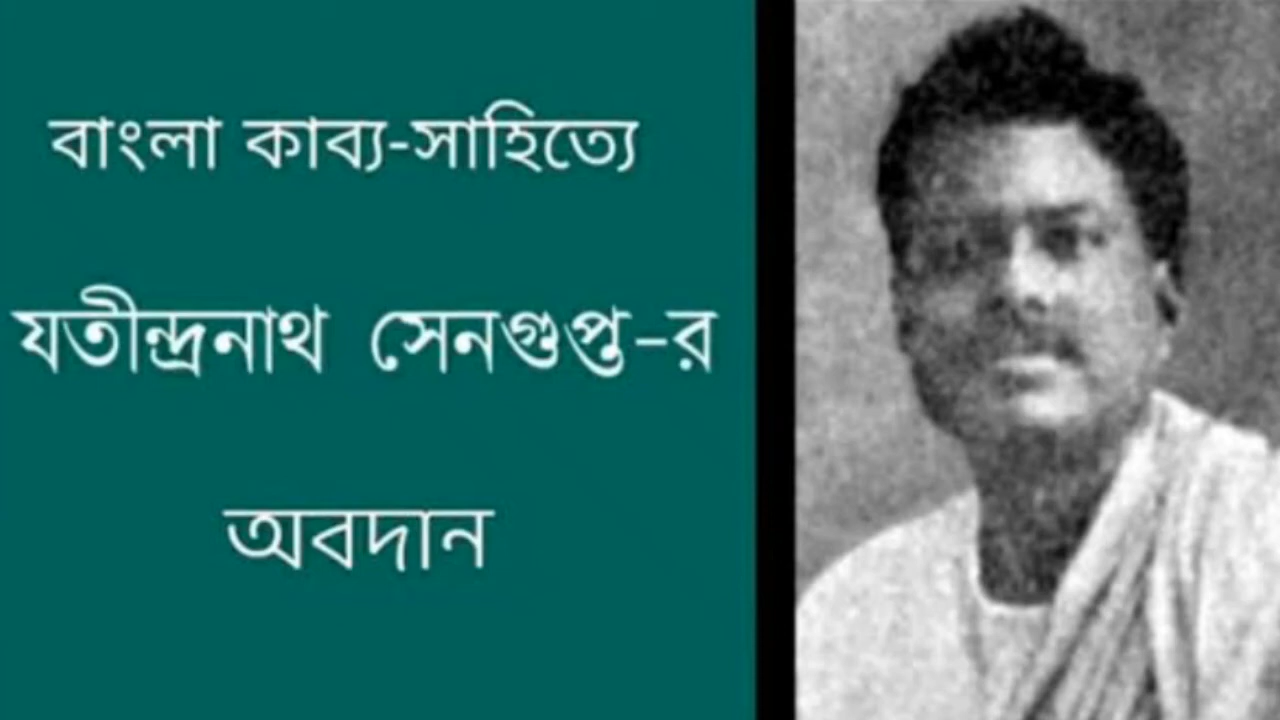 বাংলা কাব্য-সাহিত্যে
যতীন্দ্রনাথ সেনগুপ্ত-র
অবদান